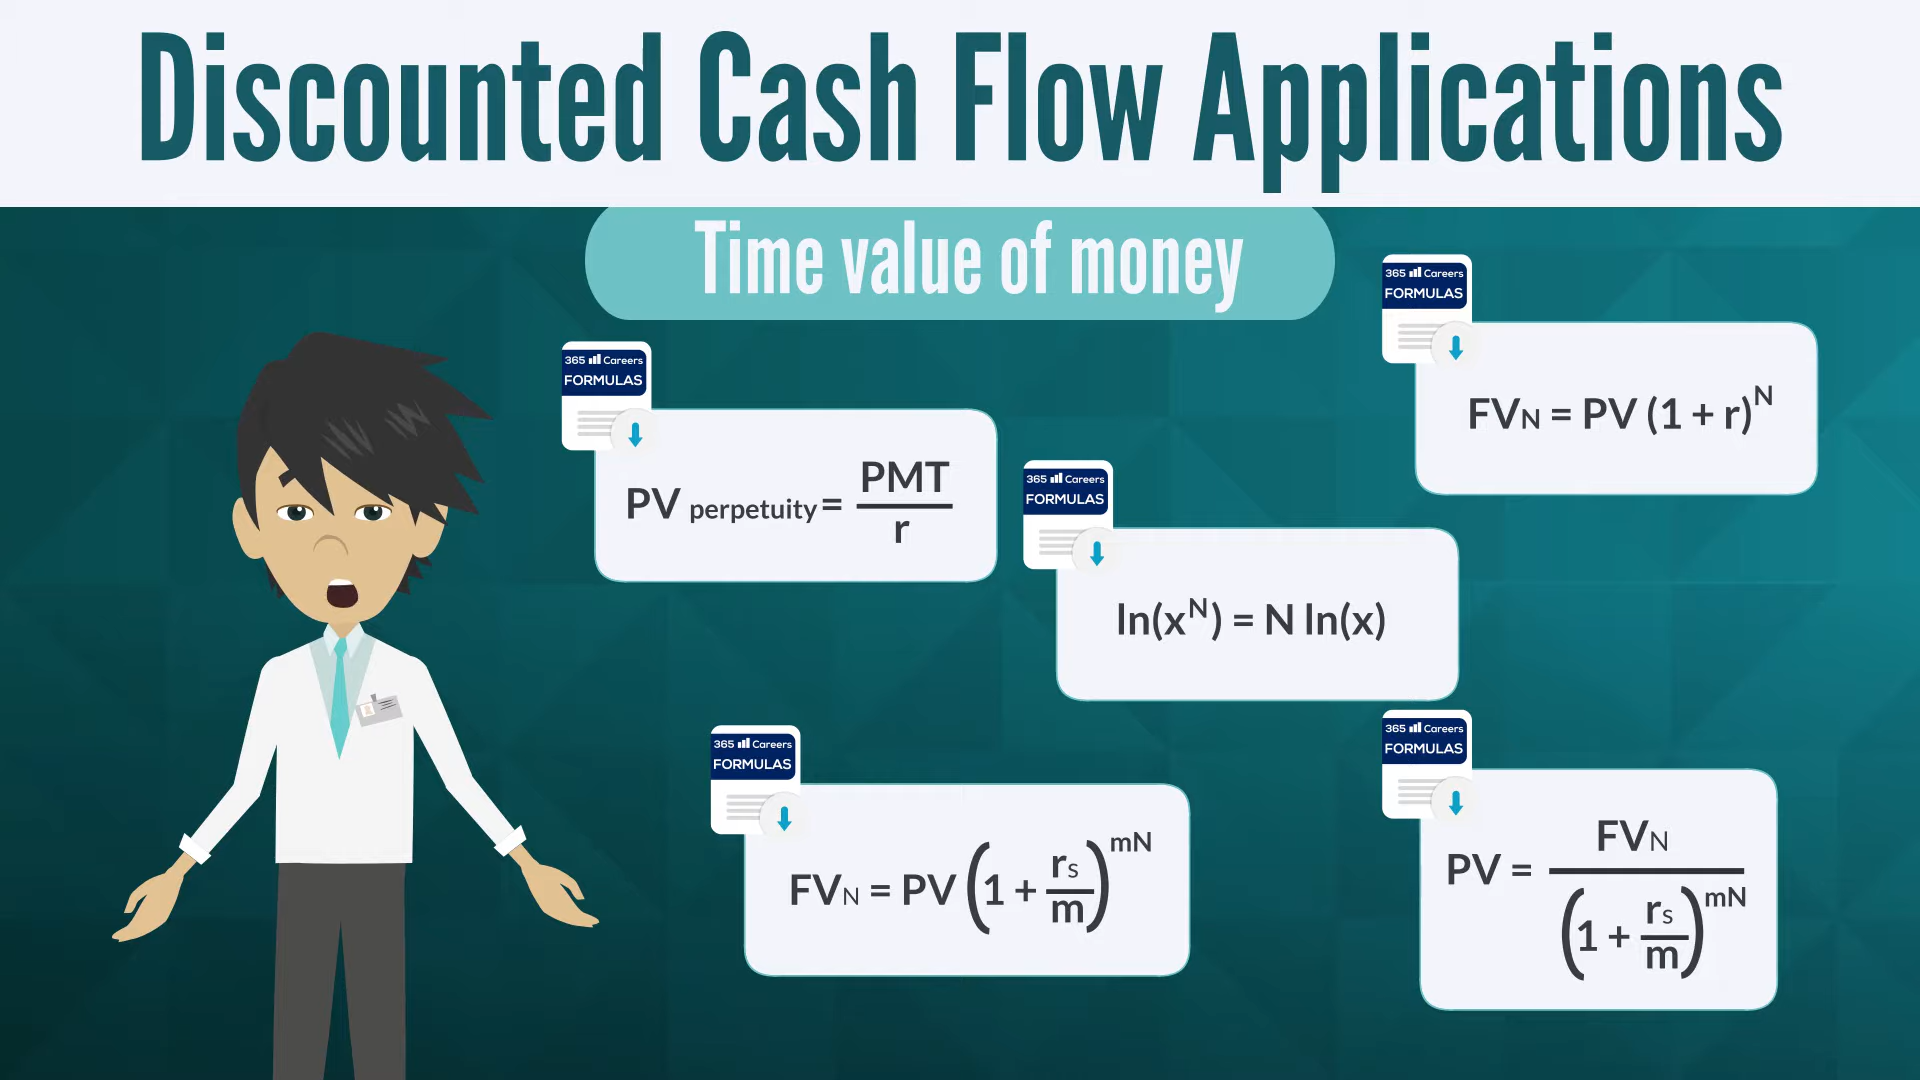 Discounted Cash Flow Applications
Time value of money
365 Careers
FORMULAS
FVN = PV (1 + r)^N
365 Careers
FORMULAS
PV perpetuity = PMT / r
365 Careers
FORMULAS
ln(x^N) = N ln(x)
365 Careers
FORMULAS
FVN = PV (1 + rs / m)^mN
365 Careers
FORMULAS
PV = FVN / (1 + rs / m)^mN